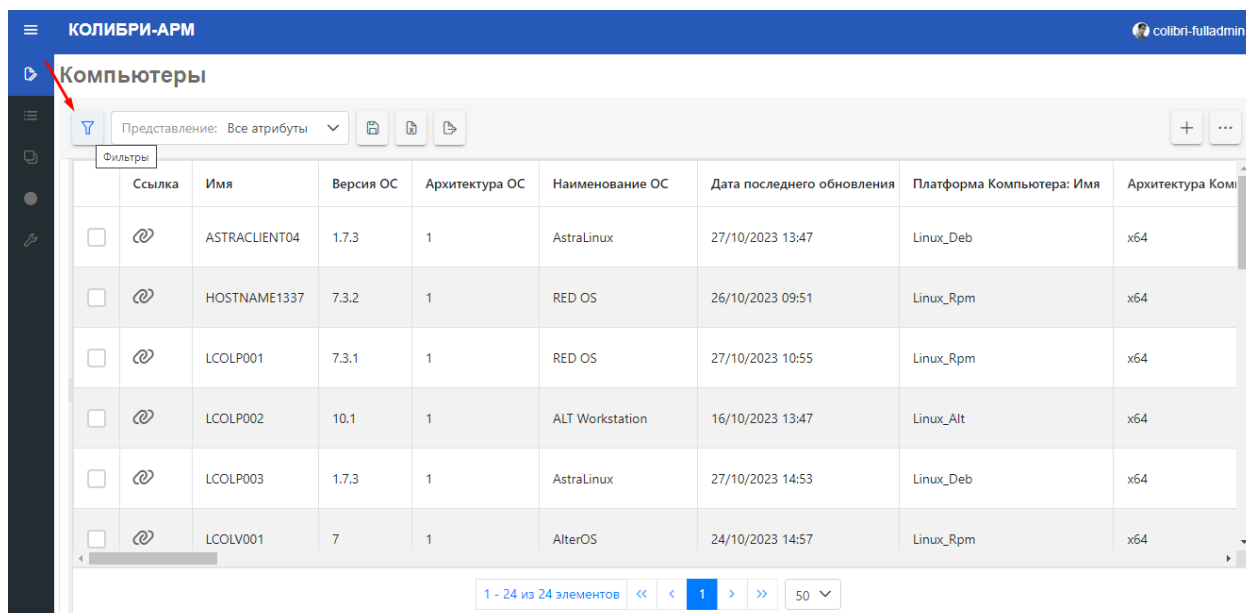 КОЛИБРИ-АРМ colibri-fulladmin
Компьютеры
Представление: Все атрибуты
Фильтры
Ссылка Имя Версия ОС Архитектура ОС Наименование ОС Дата последнего обновления Платформа Компьютера: Имя Архитектура Ком
ASTRACLIENT04 1.7.3 1 AstraLinux 27/10/2023 13:47 Linux_Deb x64
HOSTNAME1337 7.3.2 1 RED OS 26/10/2023 09:51 Linux_Rpm x64
LCOLP001 7.3.1 1 RED OS 27/10/2023 10:55 Linux_Rpm x64
LCOLP002 10.1 1 ALT Workstation 16/10/2023 13:47 Linux_Alt x64
LCOLP003 1.7.3 1 AstraLinux 27/10/2023 14:53 Linux_Deb x64
LCOLV001 7 1 AlterOS 24/10/2023 14:57 Linux_Rpm x64
1 - 24 из 24 элементов << < 1 > >> 50